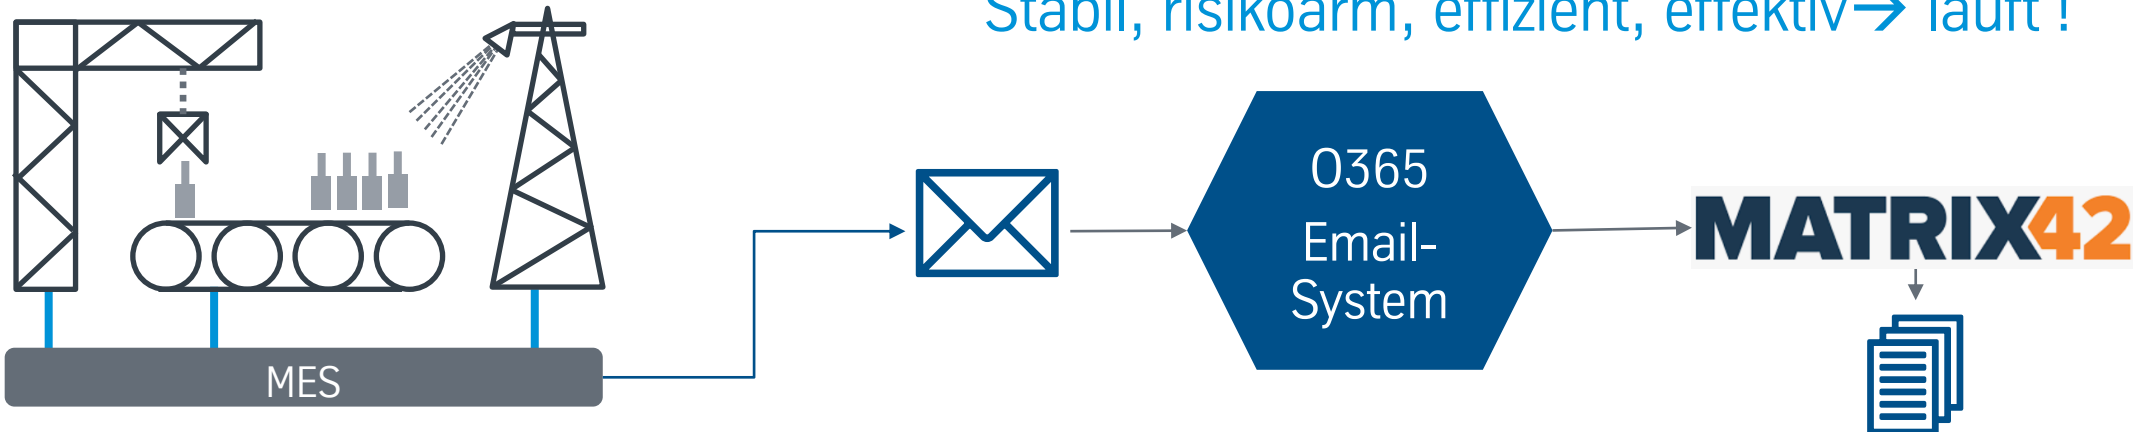 Stabil, risikoarm, effizient, effektiv→ läuft !
O365
Email-
System
MATRIX42
MES